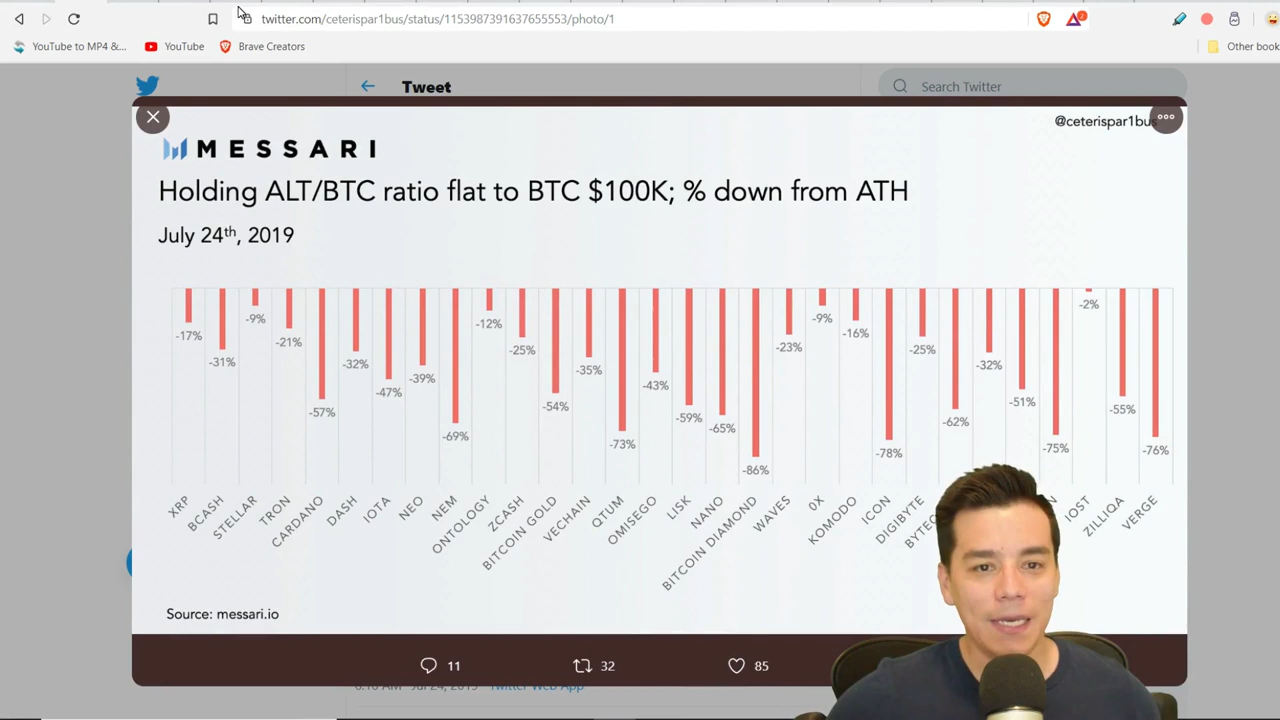 twitter.com/ceterispar1bus/status/1153987391637655553/photo/1
2
YouTube to MP4 &...
YouTube
Brave Creators
Other book
Tweet
Search Twitter
@ceterispar1bus
MESSARI
Holding ALT/BTC ratio flat to BTC $100K; % down from ATH
July 24th, 2019
-17%
-31%
-9%
-21%
-57%
-32%
-47%
-39%
-69%
-12%
-25%
-54%
-35%
-73%
-43%
-59%
-65%
-86%
-23%
-9%
-16%
-78%
-25%
-62%
-32%
-51%
-75%
-2%
-55%
-76%
XRP
BCASH
STELLAR
TRON
CARDANO
DASH
IOTA
NEO
NEM
ONTOLOGY
ZCASH
BITCOIN GOLD
VECHAIN
QTUM
OMISEGO
LISK
NANO
BITCOIN DIAMOND
WAVES
0X
KOMODO
ICON
DIGIBYTE
IOST
ZILLIQA
VERGE
Source: messari.io
11
32
85
Twitter Web App